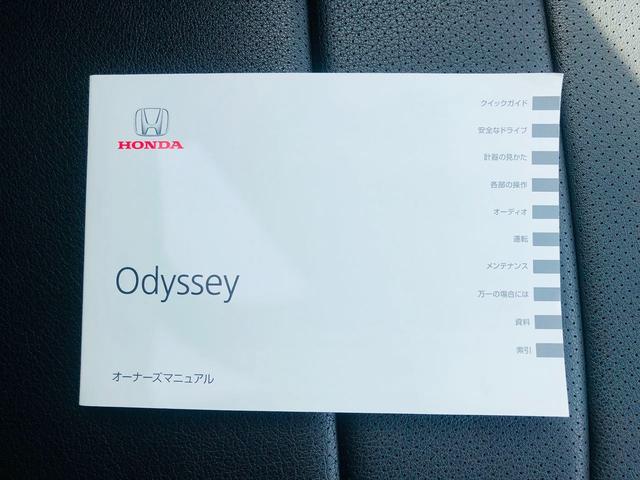 HONDA
Odyssey
オーナーズマニュアル
クイックガイド
安全なドライブ
計器の見かた
各部の操作
オーディオ
運転
メンテナンス
万一の場合には
資料
索引